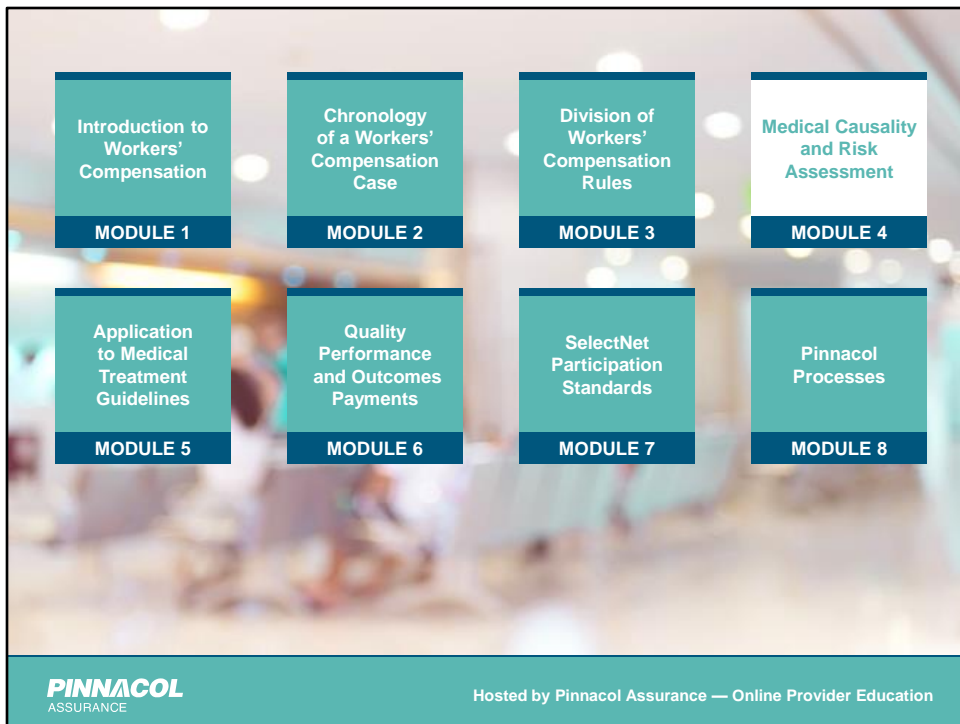 Introduction to
Workers'
Compensation
MODULE 1
Chronology
of a Workers'
Compensation
Case
MODULE 2
Division of
Workers'
Compensation
Rules
MODULE 3
Medical Causality
and Risk
Assessment
MODULE 4
Application
to Medical
Treatment
Guidelines
MODULE 5
Quality
Performance
and Outcomes
Payments
MODULE 6
SelectNet
Participation
Standards
MODULE 7
Pinnacol
Processes
MODULE 8
PINNACOL
ASSURANCE
Hosted by Pinnacol Assurance — Online Provider Education